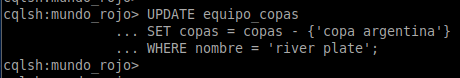 cqlsh:mundo_rojo> UPDATE equipo_copas
... SET copas = copas - {'copa argentina'}
... WHERE nombre = 'river plate';
cqlsh:mundo_rojo>